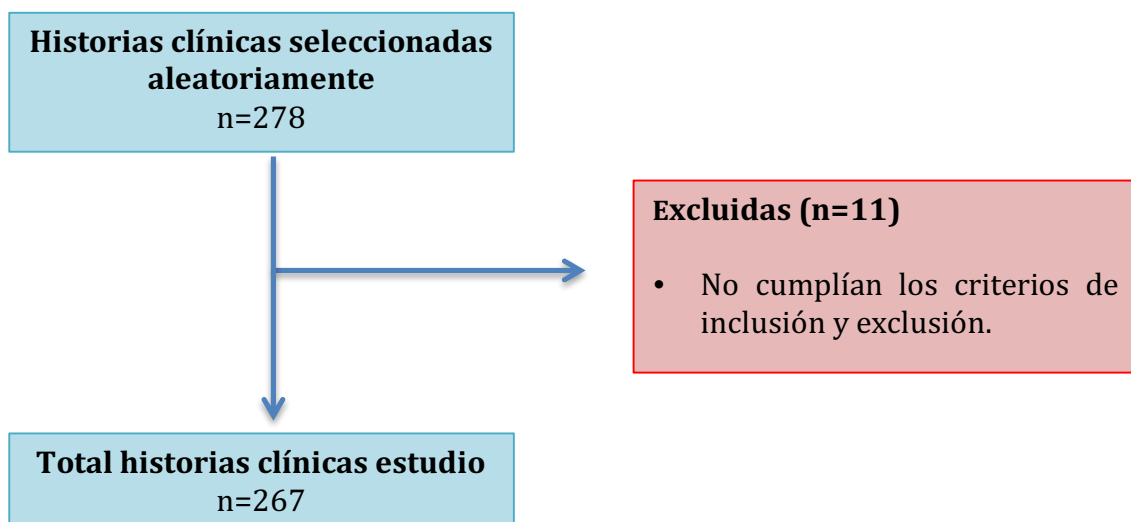 Historias clínicas seleccionadas
aleatoriamente
n=278
Excluidas (n=11)
• No cumplían los criterios de
inclusión y exclusión.
Total historias clínicas estudio
n=267